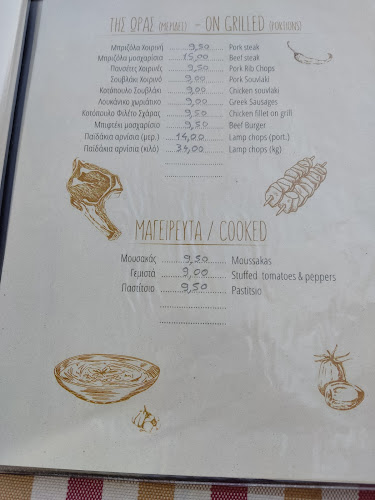 ΤΗΣ ΩΡΑΣ (ΜΕΡΙΔΕΣ) - ON GRILLED (PORTIONS)
Μπριζόλα Χοιρινή ....9,50.... Pork steak
Μπριζόλα μοσχαρίσια ....15,00.... Beef steak
Πανσέτες Χοιρινές ....9,50.... Pork Rib Chops
Σουβλάκι Χοιρινό ....9,00.... Pork Souvlaki
Κοτόπουλο Σουβλάκι ....9,00.... Chicken souvlaki
Λουκάνικο χωριάτικο ....9,00.... Greek Sausages
Κοτόπουλο Φιλέτο Σχάρας ....9,50.... Chicken fillet on grill
Μπιφτέκι μοσχαρίσιο ....9,50.... Beef Burger
Παϊδάκια αρνίσια (μερ.) ....14,00.... Lamp chops (port.)
Παϊδάκια αρνίσια (κιλό) ....34,00.... Lamp chops (kg)
ΜΑΓΕΙΡΕΥΤΑ / COOKED
Μουσακάς ....9,50.... Moussakas
Γεμιστά ....9,00.... Stuffed tomatoes & peppers
Παστίτσιο ....9,50.... Pastitsio